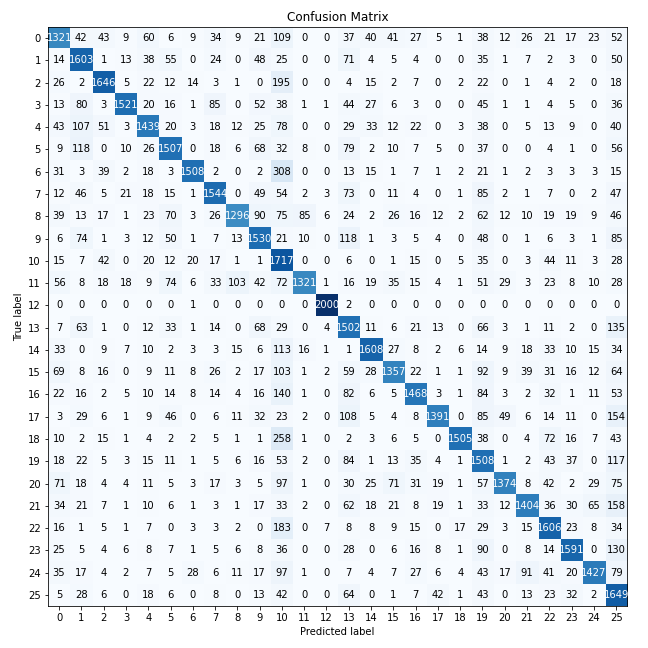 Confusion Matrix
0 1321 42 43 9 60 6 9 34 9 21 109 0 0 37 40 41 27 5 1 38 12 26 21 17 23 52
1 14 1603 1 13 38 55 0 24 0 48 25 0 0 71 4 5 4 0 0 35 1 7 2 3 0 50
2 26 2 1646 5 22 12 14 3 1 0 195 0 0 4 15 2 7 0 2 22 0 1 4 2 0 18
3 13 80 3 1521 20 16 1 85 0 52 38 1 1 44 27 6 3 0 0 45 1 1 4 5 0 36
4 43 107 51 3 1439 20 3 18 12 25 78 0 0 29 33 12 22 0 3 38 0 5 13 9 0 40
5 9 118 0 10 26 1507 0 18 6 68 32 8 0 79 2 10 7 5 0 37 0 0 4 1 0 56
6 31 3 39 2 18 3 1508 2 0 2 308 0 0 13 15 1 7 1 2 21 1 2 3 3 3 15
7 12 46 5 21 18 15 1 1544 0 49 54 2 3 73 0 11 4 0 1 85 2 1 7 0 2 47
8 39 13 17 1 23 70 3 26 1296 90 75 85 6 24 2 26 16 12 2 62 12 10 19 19 9 46
9 6 74 1 3 12 50 1 7 13 1530 21 10 0 118 1 3 5 4 0 48 0 1 6 3 1 85
10 15 7 42 0 20 12 20 17 1 1 1717 0 0 6 0 1 15 0 5 35 0 3 44 11 3 28
11 56 8 18 18 9 74 6 33 103 42 72 1321 1 16 19 35 15 4 1 51 29 3 23 8 10 28
12 0 0 0 0 0 1 0 0 0 0 0 0 2000 2 0 0 0 0 0 0 0 0 0 0 0 0
13 7 63 1 0 12 33 1 14 0 68 29 0 4 1502 11 6 21 13 0 66 3 1 11 2 0 135
14 33 0 9 7 10 2 3 3 15 6 113 16 1 1 1608 27 8 2 6 14 9 18 33 10 15 34
15 69 8 16 0 9 11 8 26 2 17 103 1 2 59 28 1357 22 1 1 92 9 39 31 16 12 64
16 22 16 2 5 10 14 8 14 4 16 140 1 0 82 6 5 1468 3 1 84 3 2 32 1 11 53
17 3 29 6 1 9 46 0 6 11 32 23 2 0 108 5 4 8 1391 0 85 49 6 14 11 0 154
18 10 2 15 1 4 2 2 5 1 1 258 1 0 2 3 6 5 0 1505 38 0 4 72 16 7 43
19 18 22 5 3 15 11 1 5 6 16 53 2 0 84 1 13 35 4 1 1508 1 2 43 37 0 117
20 71 18 4 4 11 5 3 17 3 5 97 1 0 30 25 71 31 19 1 57 1374 8 42 2 29 75
21 34 21 7 1 10 6 1 3 1 17 33 2 0 62 18 21 8 19 1 33 12 1404 36 30 65 158
22 16 1 5 1 7 0 3 3 2 0 183 0 7 8 8 9 15 0 17 29 3 15 1606 23 8 34
23 25 5 4 6 8 7 1 5 6 8 36 0 0 28 0 6 16 8 1 90 0 8 14 1591 0 130
24 35 17 4 2 7 5 28 6 11 17 97 1 0 7 4 7 27 6 4 43 17 91 41 20 1427 79
25 5 28 6 0 18 6 0 8 0 13 42 0 0 64 0 1 7 42 1 43 0 13 23 32 2 1649
0 1 2 3 4 5 6 7 8 9 10 11 12 13 14 15 16 17 18 19 20 21 22 23 24 25
Predicted label
True label